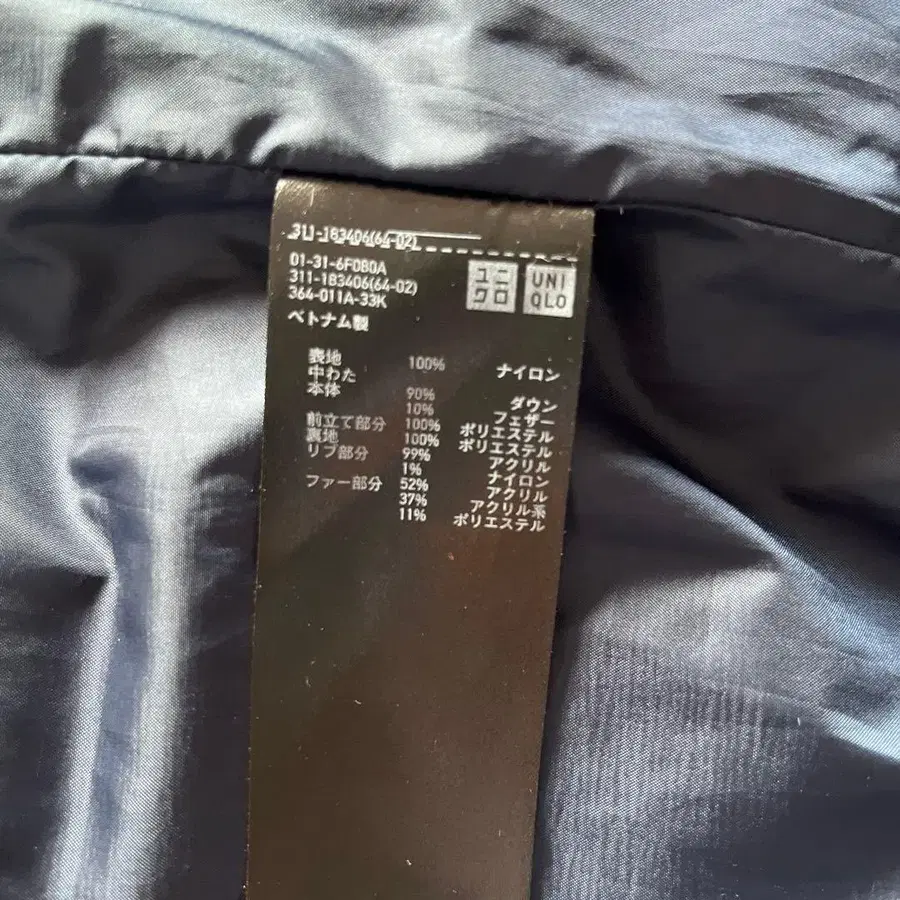 311-183406(64-02)
01-31-6F080A
311-183406(64-02)
364-011A-33K
ユニ
クロ
UNI
QLO
ベトナム製
表地 100% ナイロン
中わた
本体 90% ダウン
10% フェザー
前立て部分 100% ポリエステル
裏地 100% ポリエステル
リブ部分 99% アクリル
1% ナイロン
ファー部分 52% アクリル
37% アクリル系
11% ポリエステル